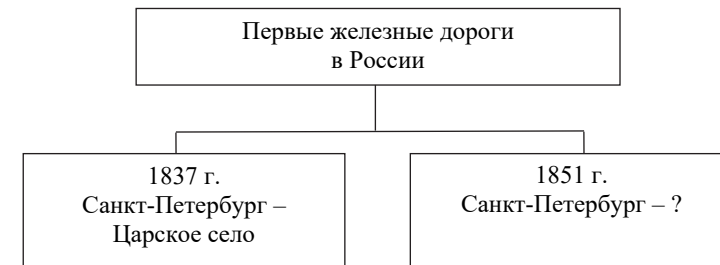 Первые железные дороги
в России
1837 г.
Санкт-Петербург –
Царское село
1851 г.
Санкт-Петербург – ?